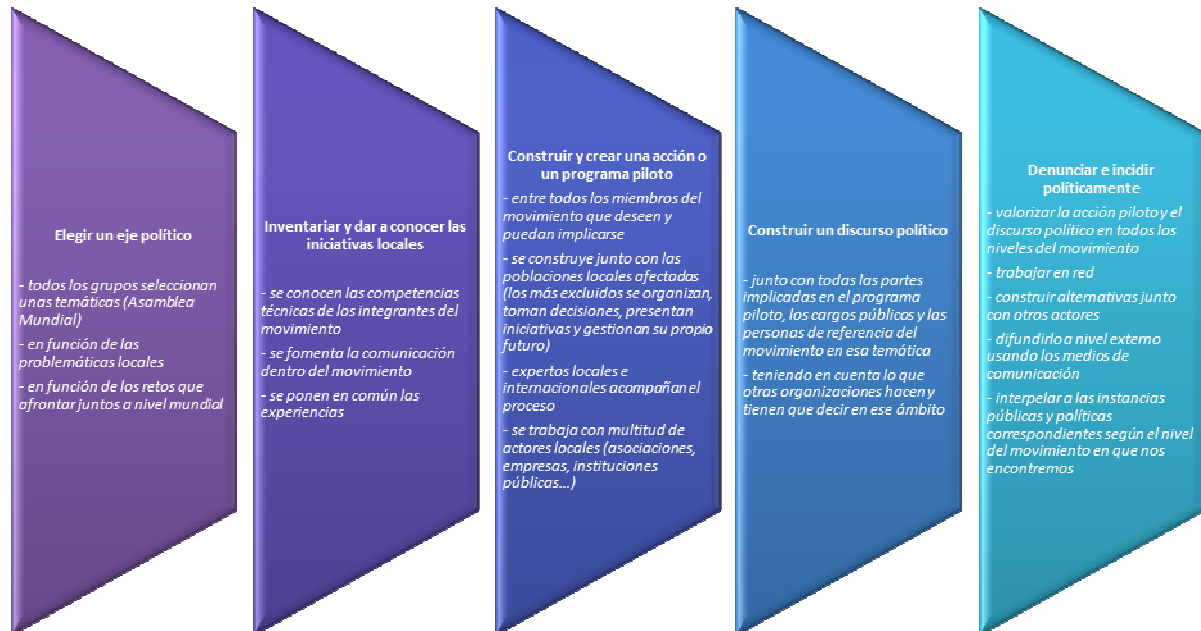 Elegir un eje político
- todos los grupos seleccionan
unas temáticas (Asamblea
Mundial)
- en función de las
problemáticas locales
- en función de los retos que
afrontar juntos a nivel mundial
Inventariar y dar a conocer las
iniciativas locales
- se conocen las competencias
técnicas de los integrantes del
movimiento
- se fomenta la comunicación
dentro del movimiento
- se ponen en común las
experiencias
Construir y crear una acción o
un programa piloto
- entre todos los miembros del
movimiento que deseen y
puedan implicarse
- se construye junto con las
poblaciones locales afectadas
(los más excluidos se organizan,
toman decisiones, presentan
iniciativas y gestionan su propio
futuro)
- expertos locales e
internacionales acompañan el
proceso
- se trabaja con multitud de
actores locales (asociaciones,
empresas, instituciones
públicas...)
Construir un discurso político
- junto con todas las partes
implicadas en el programa
piloto, los cargos públicos y las
personas de referencia del
movimiento en esa temática
- teniendo en cuenta lo que
otras organizaciones hacen y
tienen que decir en ese ámbito
Denunciar e incidir
políticamente
- valorizar la acción piloto y el
discurso político en todos los
niveles del movimiento
- trabajar en red
- construir alternativas junto
con otros actores
- difundirlo a nivel externo
usando los medios de
comunicación
- interpelar a las instancias
públicas y políticas
correspondientes según el nivel
del movimiento en que nos
encontremos